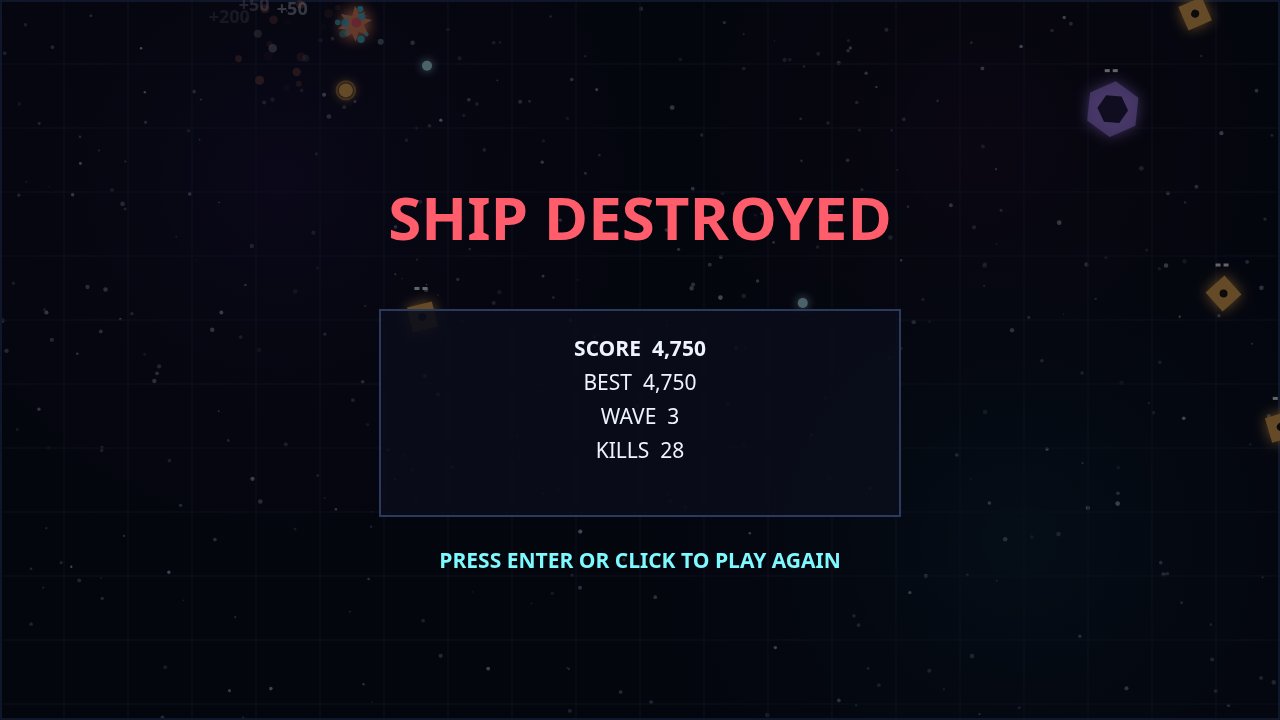 +50
+50
+200
SHIP DESTROYED
SCORE 4,750
BEST 4,750
WAVE 3
KILLS 28
PRESS ENTER OR CLICK TO PLAY AGAIN